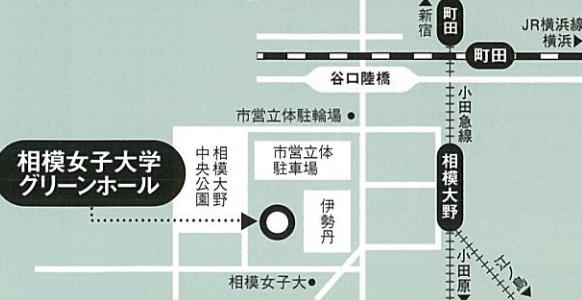 新宿
町田
JR横浜線
横浜
町田
谷口陸橋
小田急線
市営立体駐輪場
相模女子大学
グリーンホール
相模大野
中央公園
市営立体
駐車場
伊勢丹
相模大野
相模女子大
小田原
江ノ島